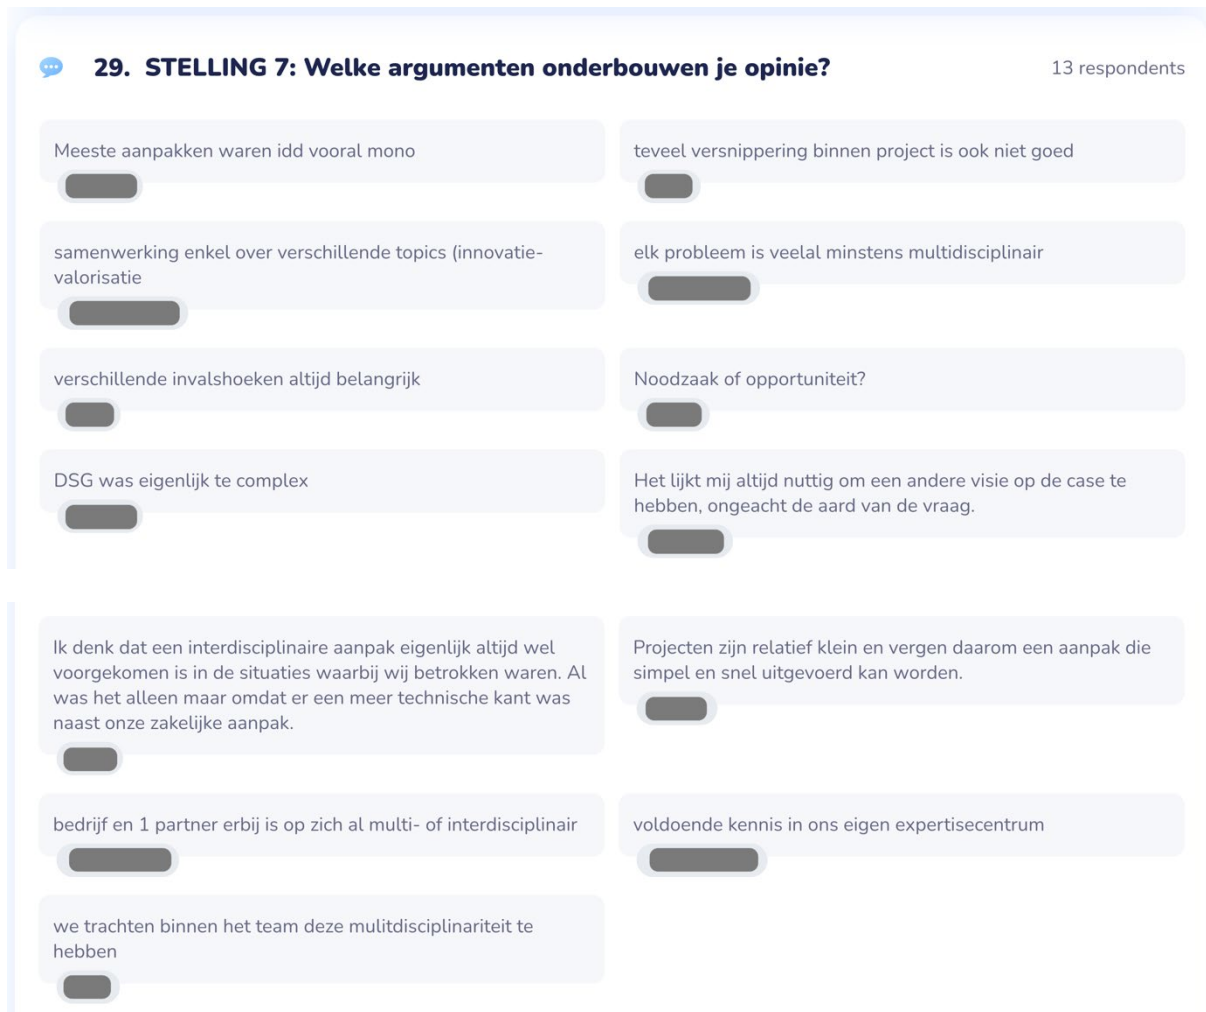 29. STELLING 7: Welke argumenten onderbouwen je opinie?
13 respondents
Meeste aanpakken waren idd vooral mono
teveel versnippering binnen project is ook niet goed
samenwerking enkel over verschillende topics (innovatie-
valorisatie
elk probleem is veelal minstens multidisciplinair
verschillende invalshoeken altijd belangrijk
Noodzaak of opportuniteit?
DSG was eigenlijk te complex
Het lijkt mij altijd nuttig om een andere visie op de case te
hebben, ongeacht de aard van de vraag.
Ik denk dat een interdisciplinaire aanpak eigenlijk altijd wel
voorgekomen is in de situaties waarbij wij betrokken waren. Al
was het alleen maar omdat er een meer technische kant was
naast onze zakelijke aanpak.
Projecten zijn relatief klein en vergen daarom een aanpak die
simpel en snel uitgevoerd kan worden.
bedrijf en 1 partner erbij is op zich al multi- of interdisciplinair
voldoende kennis in ons eigen expertisecentrum
we trachten binnen het team deze mulitdisciplinariteit te
hebben